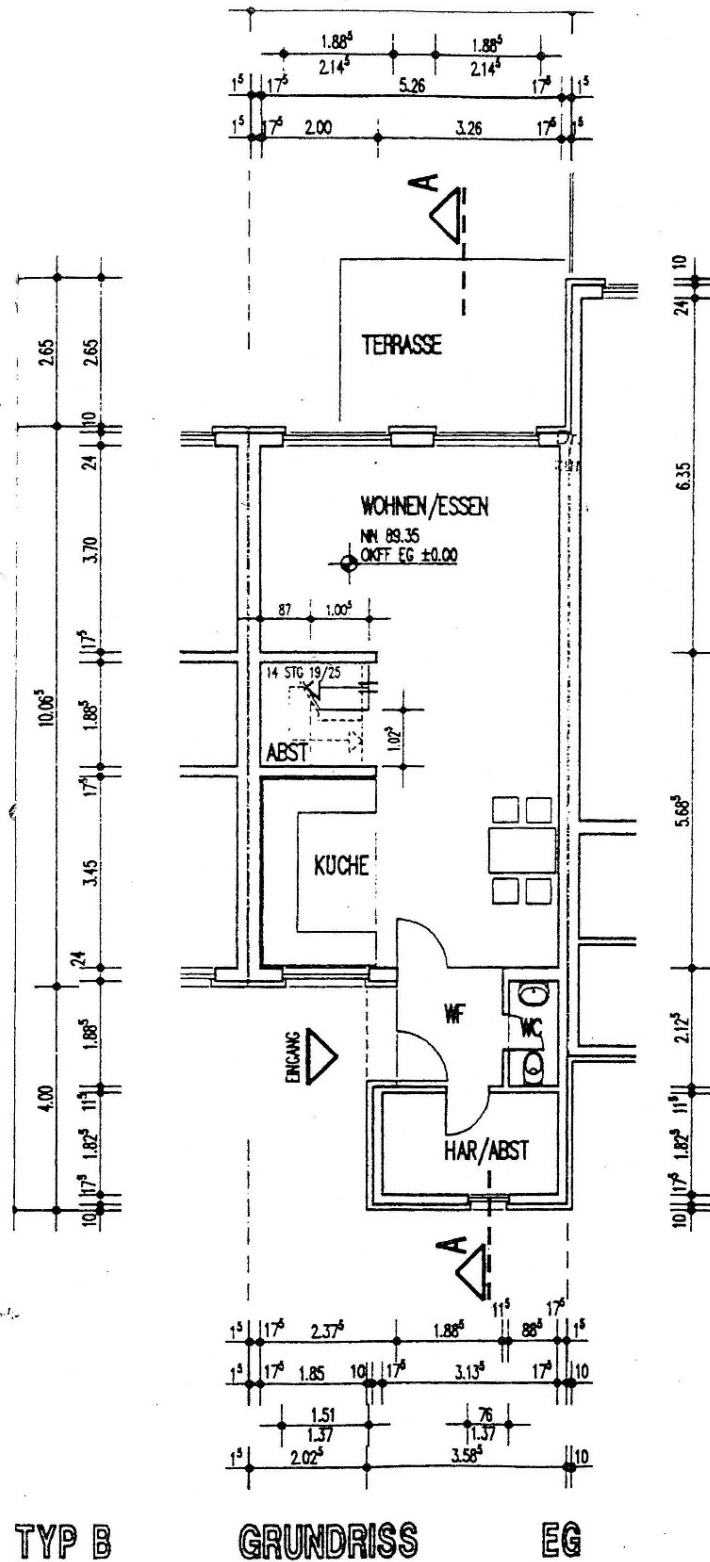 1.88⁵ 1.88⁵
2.14⁵ 2.14⁵
1⁵ 17⁵ 5.26 17⁵ 1⁵
1⁵ 17⁵ 2.00 3.26 17⁵ 1⁵
A
TERRASSE
WOHNEN/ESSEN
NN 89.35
OKFF EG ±0.00
87 1.00⁵
14 STG 19/25
1.02⁵
ABST
KÜCHE
WF
WC
EINGANG
HAR/ABST
A
2.65
10.06⁵
4.00
2.65
10
24
3.70
17⁵
1.88⁵
17⁵
3.45
24
1.88⁵
11⁵
1.82⁵
17⁵
10
10
24
6.35
5.68⁵
2.12⁵
11⁵
1.82⁵
17⁵
10
1⁵ 17⁵ 2.37⁵ 1.88⁵ 11⁵ 88⁵ 17⁵ 1⁵
1⁵ 17⁵ 1.85 10 17⁵ 3.13⁵ 17⁵ 10
1.51 76
1.37 1.37
1⁵ 2.02⁵ 3.58⁵ 10
TYP B GRUNDRISS EG